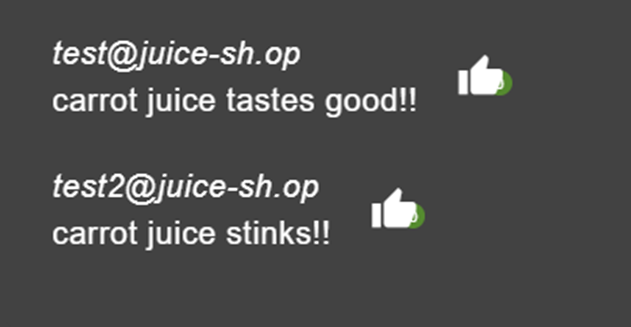 test@juice-sh.op
carrot juice tastes good!!
test2@juice-sh.op
carrot juice stinks!!